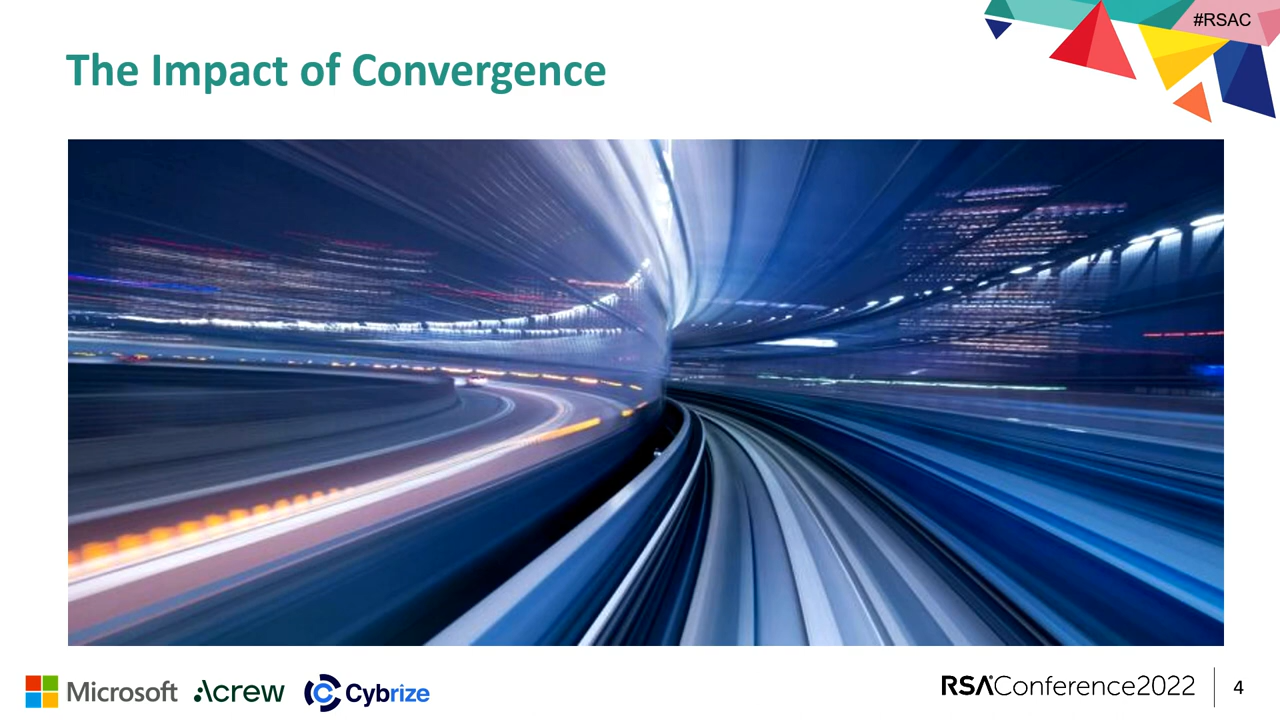 #RSAC
The Impact of Convergence
Microsoft Acrew Cybrize
RSAConference2022 4